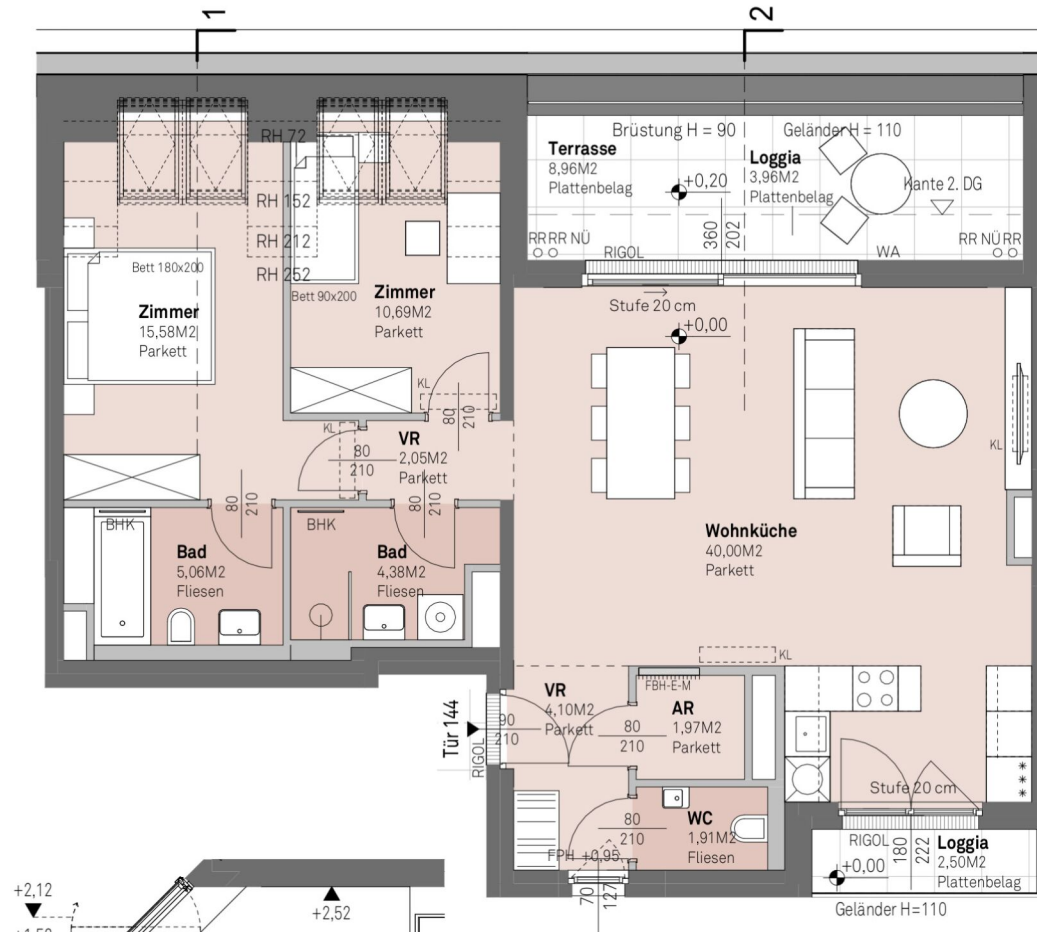 1
2
RH 72
RH 152
RH 212
RH 252
Brüstung H = 90
Geländer H = 110
Terrasse
8,96M2
Plattenbelag
+0,20
Loggia
3,96M2
Plattenbelag
Kante 2. DG
RR RR NÜ
RIGOL
360
202
WA
RR NÜ RR
Stufe 20 cm
+0,00
Bett 180x200
Zimmer
15,58M2
Parkett
Bett 90x200
Zimmer
10,69M2
Parkett
KL
80
210
KL
80
210
VR
2,05M2
Parkett
KL
80
210
80
210
BHK
Bad
5,06M2
Fliesen
BHK
Bad
4,38M2
Fliesen
Wohnküche
40,00M2
Parkett
KL
Tür 144
RIGOL
90
210
VR
4,10M2
Parkett
80
210
FBH-E-M
AR
1,97M2
Parkett
80
210
WC
1,91M2
Fliesen
FPH +0,95
70
127
Stufe 20 cm
RIGOL
180
222
Loggia
2,50M2
Plattenbelag
+0,00
Geländer H=110
+2,12
+2,52